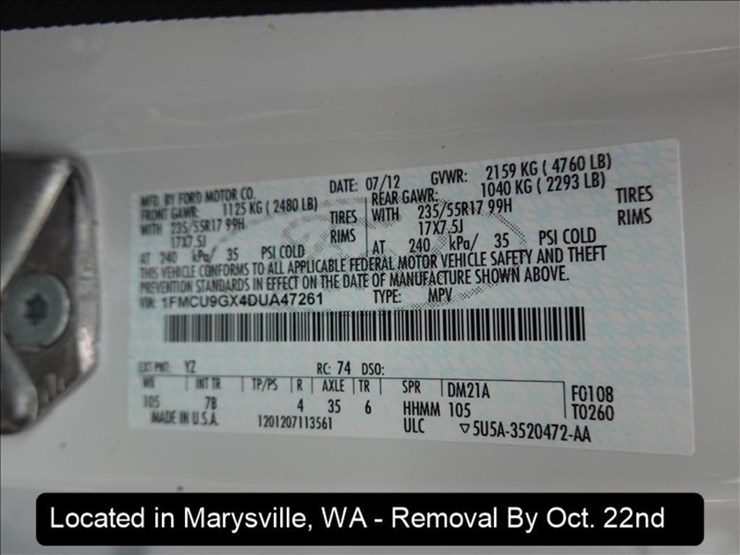 MFD. BY FORD MOTOR CO. DATE: 07/12 GVWR: 2159 KG ( 4760 LB)
FRONT GAWR: 1125 KG ( 2480 LB) REAR GAWR: 1040 KG ( 2293 LB)
WITH 235/55R17 99H TIRES WITH 235/55R17 99H TIRES
17X7.5J RIMS 17X7.5J RIMS
AT 240 kPa/ 35 PSI COLD AT 240 kPa/ 35 PSI COLD
THIS VEHICLE CONFORMS TO ALL APPLICABLE FEDERAL MOTOR VEHICLE SAFETY AND THEFT
PREVENTION STANDARDS IN EFFECT ON THE DATE OF MANUFACTURE SHOWN ABOVE.
VIN: 1FMCU9GX4DUA47261 TYPE: MPV
EXT PNT: YZ RC: 74 DSO:
WB INT TR TP/PS R AXLE TR SPR DM21A F0108
105 7B 4 35 6 HHMM 105 T0260
MADE IN U.S.A. 1201207113561 ULC ▽5U5A-3520472-AA
Located in Marysville, WA - Removal By Oct. 22nd